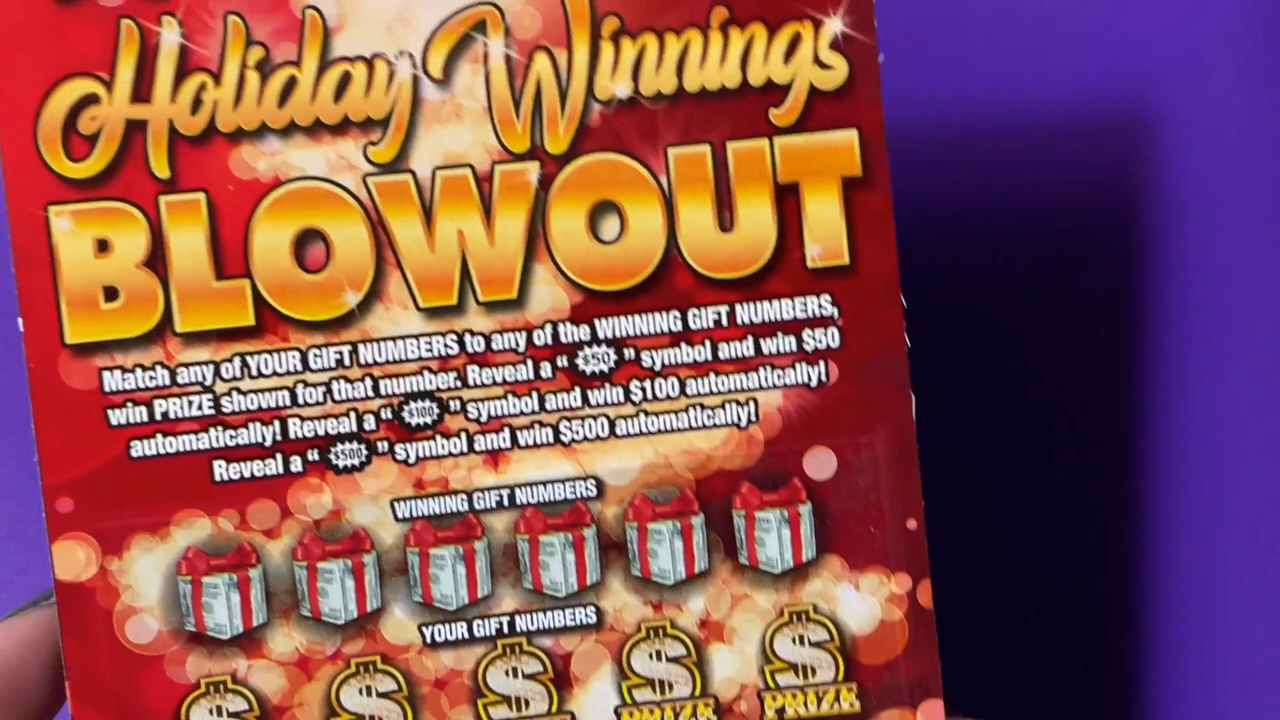 Holiday Winnings
BLOWOUT
Match any of YOUR GIFT NUMBERS to any of the WINNING GIFT NUMBERS,
win PRIZE shown for that number. Reveal a “ $50 ” symbol and win $50
automatically! Reveal a “ $100 ” symbol and win $100 automatically!
Reveal a “ $500 ” symbol and win $500 automatically!
WINNING GIFT NUMBERS
YOUR GIFT NUMBERS
$ $ $ $ $
PRIZE PRIZE